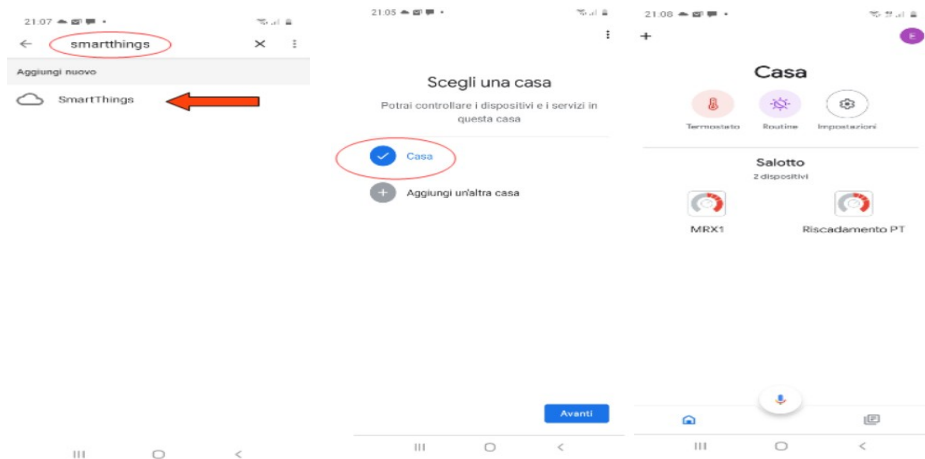 21:07
smartthings
Aggiungi nuovo
SmartThings
21:05
Scegli una casa
Potrai controllare i dispositivi e i servizi in
questa casa
Casa
Aggiungi un'altra casa
Avanti
21:08
E
Casa
Termostato Routine Impostazioni
Salotto
2 dispositivi
MRX1 Riscadamento PT